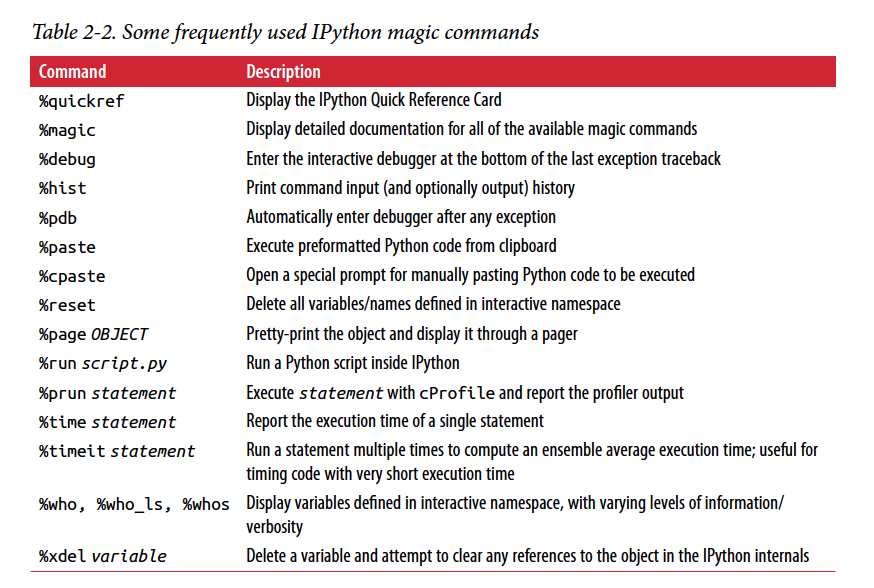 Table 2-2. Some frequently used IPython magic commands
Command Description
%quickref Display the IPython Quick Reference Card
%magic Display detailed documentation for all of the available magic commands
%debug Enter the interactive debugger at the bottom of the last exception traceback
%hist Print command input (and optionally output) history
%pdb Automatically enter debugger after any exception
%paste Execute preformatted Python code from clipboard
%cpaste Open a special prompt for manually pasting Python code to be executed
%reset Delete all variables/names defined in interactive namespace
%page OBJECT Pretty-print the object and display it through a pager
%run script.py Run a Python script inside IPython
%prun statement Execute statement with cProfile and report the profiler output
%time statement Report the execution time of a single statement
%timeit statement Run a statement multiple times to compute an ensemble average execution time; useful for
timing code with very short execution time
%who, %who_ls, %whos Display variables defined in interactive namespace, with varying levels of information/
verbosity
%xdel variable Delete a variable and attempt to clear any references to the object in the IPython internals